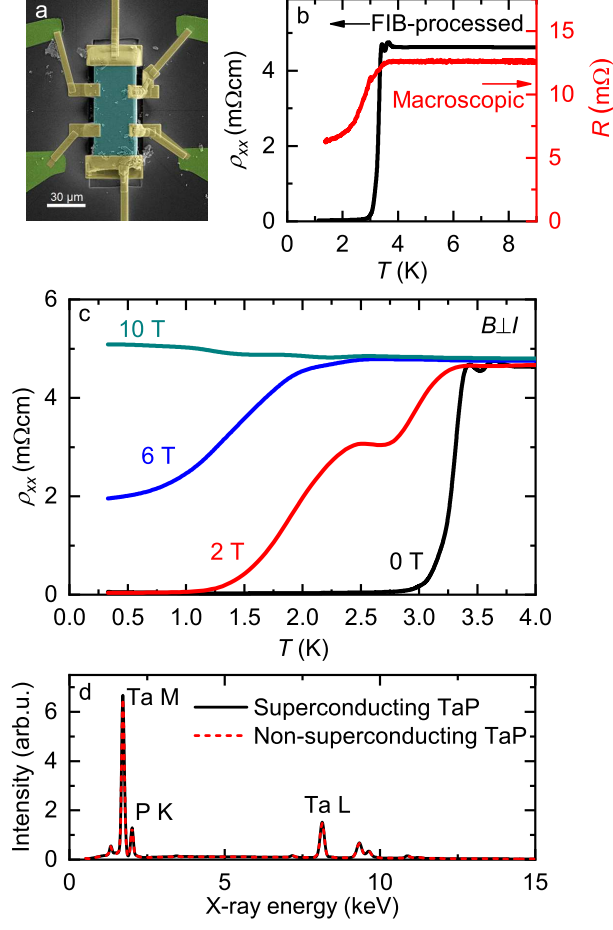 a
30 µm
b
FIB-processed
Macroscopic
ρxx (mΩcm)
4
2
0
R (mΩ)
15
10
5
0
0 2 4 6 8
T (K)
c
10 T
B⊥I
6 T
2 T
0 T
ρxx (mΩcm)
6
4
2
0
0.0 0.5 1.0 1.5 2.0 2.5 3.0 3.5 4.0
T (K)
d
Ta M
Superconducting TaP
Non-superconducting TaP
P K
Ta L
Intensity (arb.u.)
6
4
2
0
0 5 10 15
X-ray energy (keV)